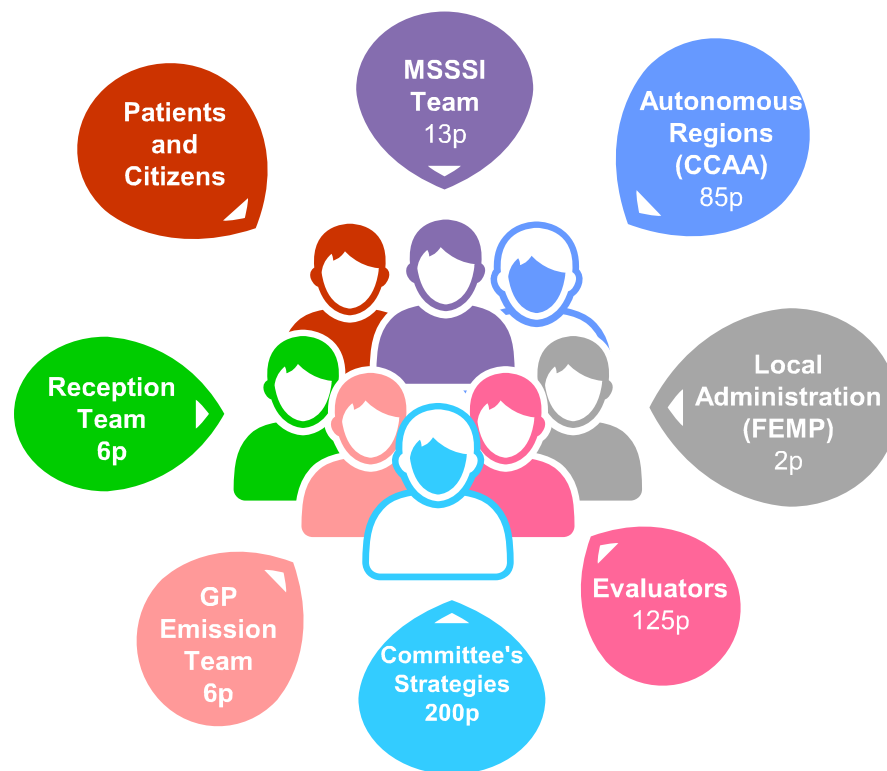 MSSSI
Team
13p
Patients
and
Citizens
Autonomous
Regions
(CCAA)
85p
Reception
Team
6p
Local
Administration
(FEMP)
2p
GP
Emission
Team
6p
Committee's
Strategies
200p
Evaluators
125p